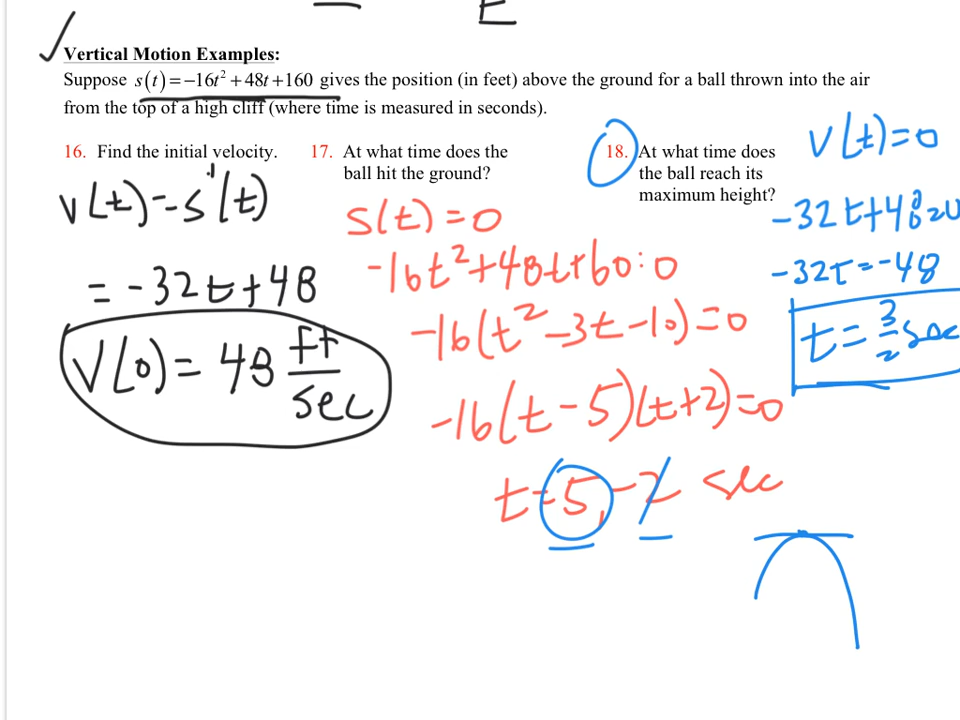 E
Vertical Motion Examples:
Suppose s(t)=−16t²+48t+160 gives the position (in feet) above the ground for a ball thrown into the air
from the top of a high cliff (where time is measured in seconds).
16. Find the initial velocity.
v(t)=s'(t)
= -32t+48
v(0)= 48 ft/sec
17. At what time does the
ball hit the ground?
s(t)=0
-16t²+48t+160=0
-16(t²-3t-10)=0
-16(t-5)(t+2)=0
t=5,-2 sec
18. At what time does
the ball reach its
maximum height?
v(t)=0
-32t+48=0
-32t=-48
t=3/2 sec